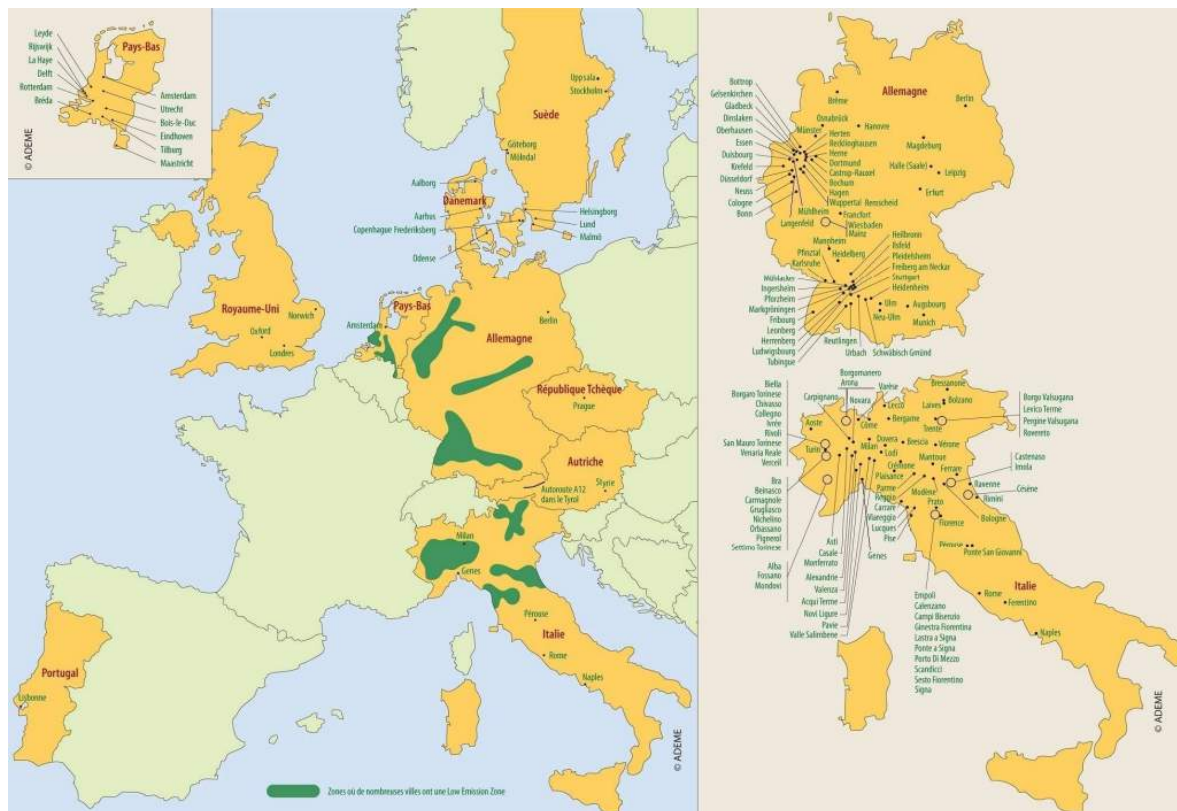 Pays-Bas
Leyde
Rijswijk
La Haye
Delft
Rotterdam
Bréda
Amsterdam
Utrecht
Bois-le-Duc
Eindhoven
Tilburg
Maastricht
© ADEME
Suède
Uppsala
Stockholm
Göteborg
Mölndal
Aalborg
Danemark
Aarhus
Copenhague Frederiksberg
Odense
Helsingborg
Lund
Malmö
Royaume-Uni
Norwich
Oxford
Londres
Pays-Bas
Amsterdam
Allemagne
Berlin
République Tchèque
Prague
Autriche
Styrie
Autoroute A12
dans le Tyrol
Milan
Genes
Pérouse
Italie
Rome
Naples
Portugal
Lisbonne
© ADEME
Zones où de nombreuses villes ont une Low Emission Zone
Allemagne
Bottrop
Gelsenkirchen
Gladbeck
Dinslaken
Oberhausen
Essen
Duisbourg
Krefeld
Düsseldorf
Neuss
Cologne
Bonn
Brême
Berlin
Osnabrück
Münster
Hanovre
Herten
Recklinghausen
Herne
Dortmund
Castrop-Rauxel
Bochum
Hagen
Wuppertal Remscheid
Magdeburg
Halle (Saale)
Leipzig
Erfurt
Mühlheim
Langenfeld
Francfort
Wiesbaden
Mainz
Mannheim
Pfinztal
Karlsruhe
Heidelberg
Heilbronn
Ilsfeld
Pleidelsheim
Freiberg am Neckar
Stuttgart
Heidenheim
Mühlacker
Ingersheim
Pforzheim
Markgröningen
Fribourg
Leonberg
Herrenberg
Ludwigsbourg
Tubingue
Reutlingen
Urbach
Schwäbisch Gmünd
Ulm
Neu-Ulm
Augsbourg
Munich
Biella
Borgaro Torinese
Chivasso
Collegno
Ivrée
Rivoli
San Mauro Torinese
Venaria Reale
Verceil
Borgomanero
Arona
Carpignano
Novara
Varèse
Lecco
Côme
Bergame
Bressanone
Laives
Bolzano
Trente
Borgo Valsugana
Levico Terme
Pergine Valsugana
Rovereto
Aoste
Turin
Milan
Dovera
Lodi
Brescia
Vérone
Crémone
Plaisance
Mantoue
Ferrare
Castenaso
Imola
Ravenne
Césène
Rimini
Parme
Reggio
Modène
Carrare
Viareggio
Lucques
Pise
Prato
Florence
Bologne
Bra
Beinasco
Carmagnole
Grugliasco
Nichelino
Orbassano
Pignerol
Settimo Torinese
Alba
Fossano
Mondovi
Asti
Casale
Monferrato
Alexandrie
Valenza
Acqui Terme
Novi Ligure
Pavie
Valle Salimbene
Genes
Pérouse
Ponte San Giovanni
Italie
Rome
Ferentino
Naples
Empoli
Calenzano
Campi Bisenzio
Ginestra Fiorentina
Lastra a Signa
Ponte a Signa
Porto Di Mezzo
Scandicci
Sesto Fiorentino
Signa
© ADEME